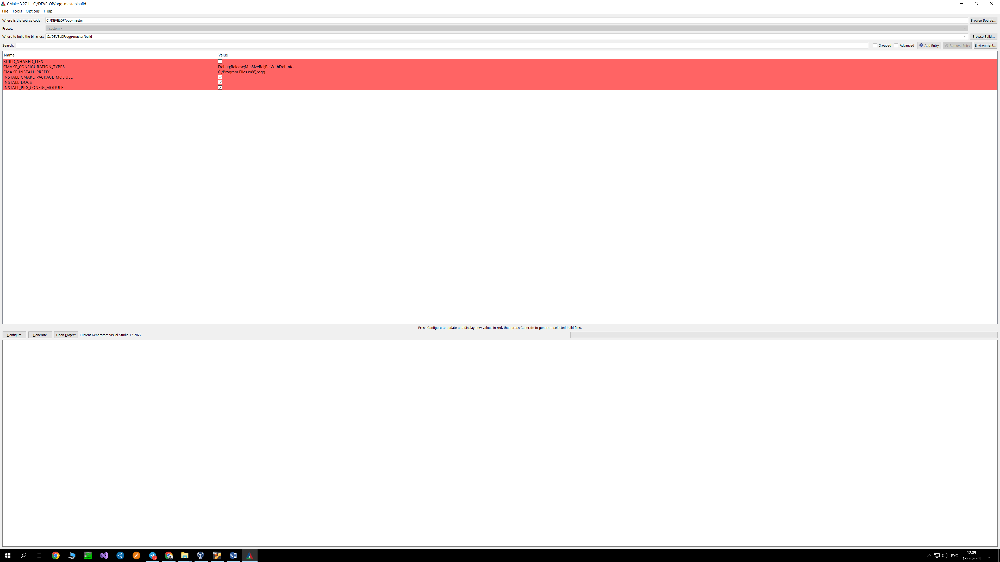 CMake 3.27.1 - C:/DEVELOP/ogg-master/build
File Tools Options Help
Where is the source code: C:/DEVELOP/ogg-master Browse Source...
Preset: <custom>
Where to build the binaries: C:/DEVELOP/ogg-master/build Browse Build...
Search: Grouped Advanced Add Entry Remove Entry Environment...
Name Value
BUILD_SHARED_LIBS
CMAKE_CONFIGURATION_TYPES Debug;Release;MinSizeRel;RelWithDebInfo
CMAKE_INSTALL_PREFIX C:/Program Files (x86)/ogg
INSTALL_CMAKE_PACKAGE_MODULE
INSTALL_DOCS
INSTALL_PKG_CONFIG_MODULE
Press Configure to update and display new values in red, then press Generate to generate selected build files.
Configure Generate Open Project Current Generator: Visual Studio 17 2022
17
РУС
12:09
13.02.2024